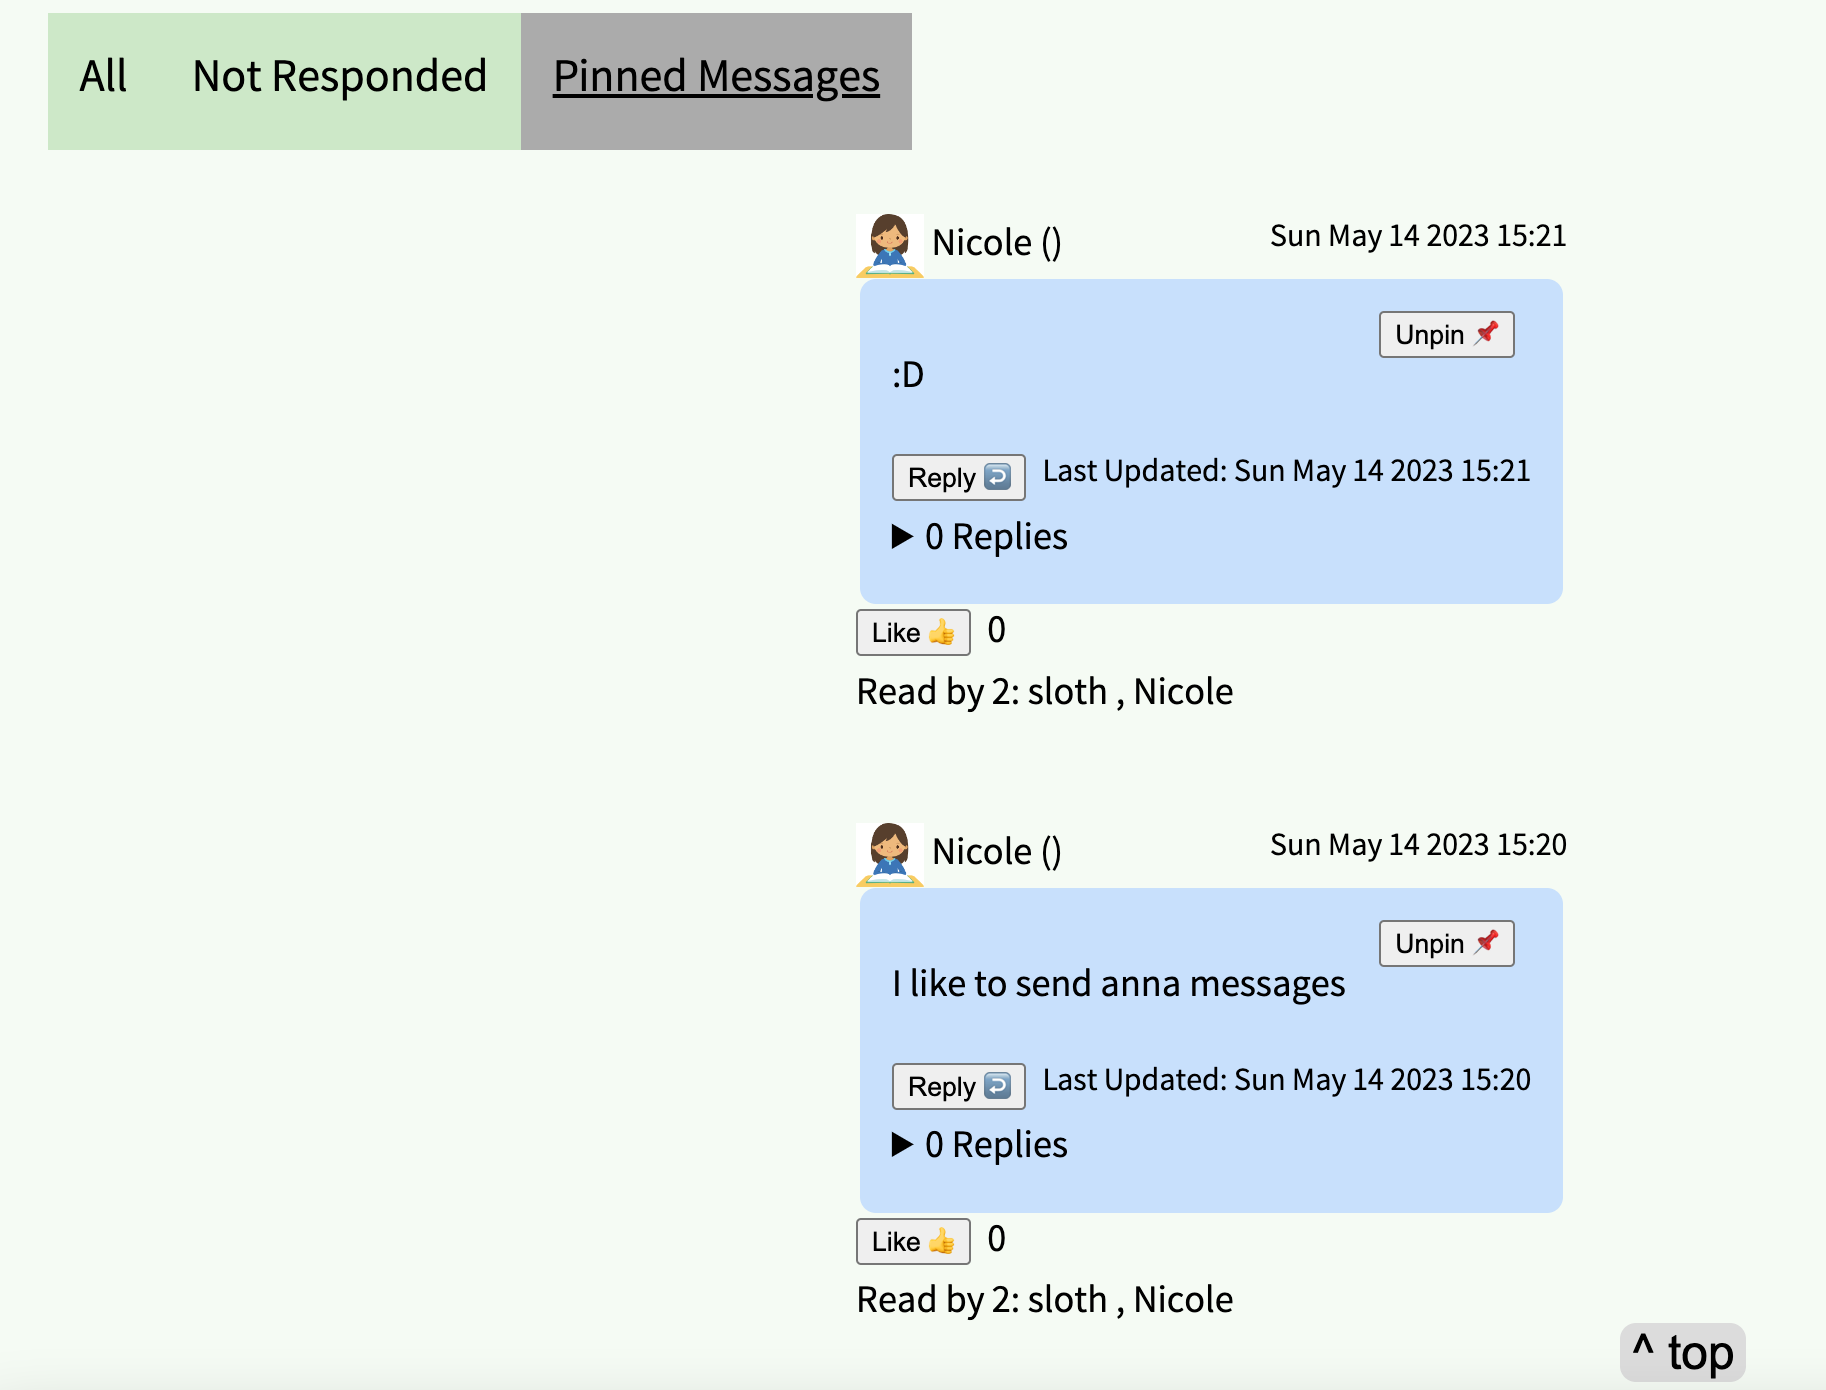 All Not Responded Pinned Messages
Nicole () Sun May 14 2023 15:21
Unpin 📌
:D
Reply ↩️ Last Updated: Sun May 14 2023 15:21
▶ 0 Replies
Like 👍 0
Read by 2: sloth , Nicole
Nicole () Sun May 14 2023 15:20
Unpin 📌
I like to send anna messages
Reply ↩️ Last Updated: Sun May 14 2023 15:20
▶ 0 Replies
Like 👍 0
Read by 2: sloth , Nicole
^ top